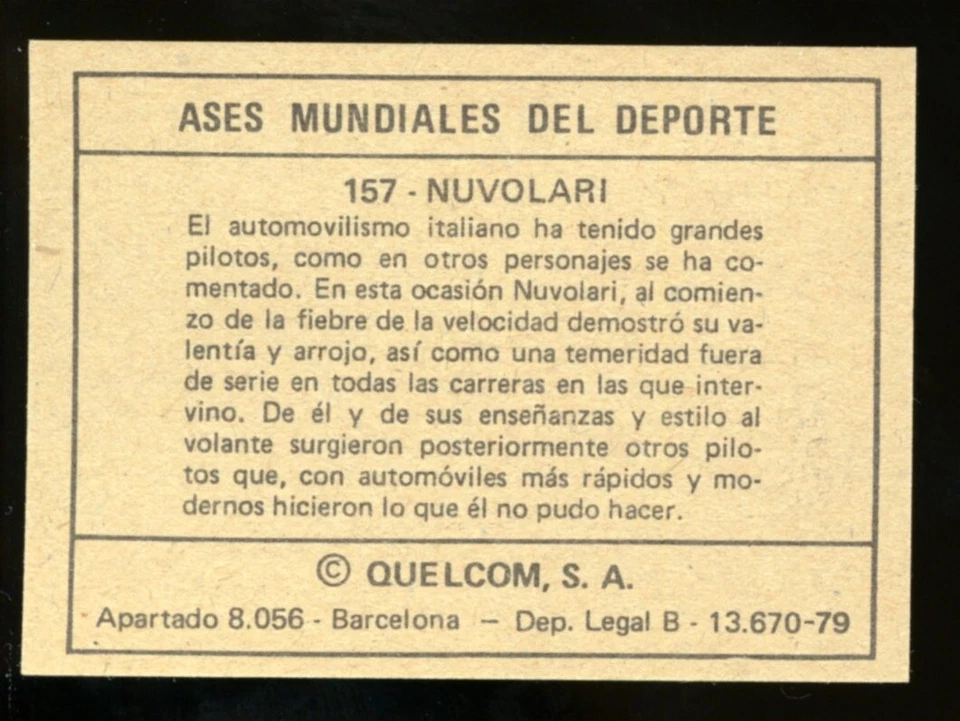 ASES MUNDIALES DEL DEPORTE
157 - NUVOLARI
El automovilismo italiano ha tenido grandes
pilotos, como en otros personajes se ha co-
mentado. En esta ocasión Nuvolari, al comien-
zo de la fiebre de la velocidad demostró su va-
lentía y arrojo, así como una temeridad fuera
de serie en todas las carreras en las que inter-
vino. De él y de sus enseñanzas y estilo al
volante surgieron posteriormente otros pilo-
tos que, con automóviles más rápidos y mo-
dernos hicieron lo que él no pudo hacer.
© QUELCOM, S. A.
Apartado 8.056 - Barcelona — Dep. Legal B - 13.670-79